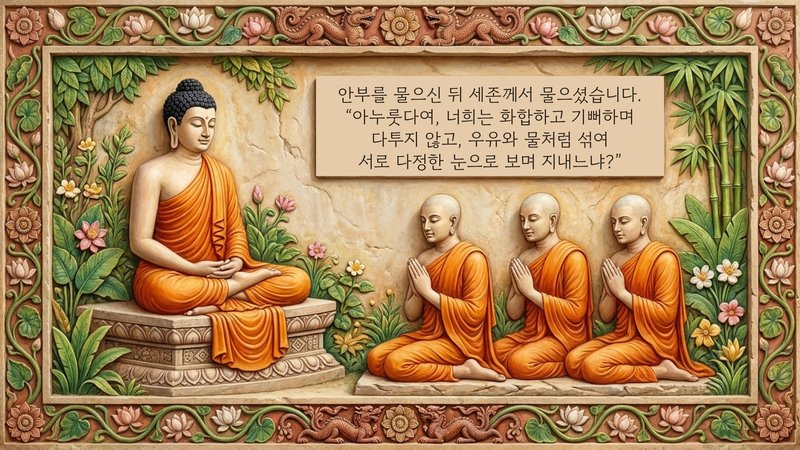 안부를 물으신 뒤 세존께서 물으셨습니다.
“아누룻다여, 너희는 화합하고 기뻐하며
다투지 않고, 우유와 물처럼 섞여
서로 다정한 눈으로 보며 지내느냐?”